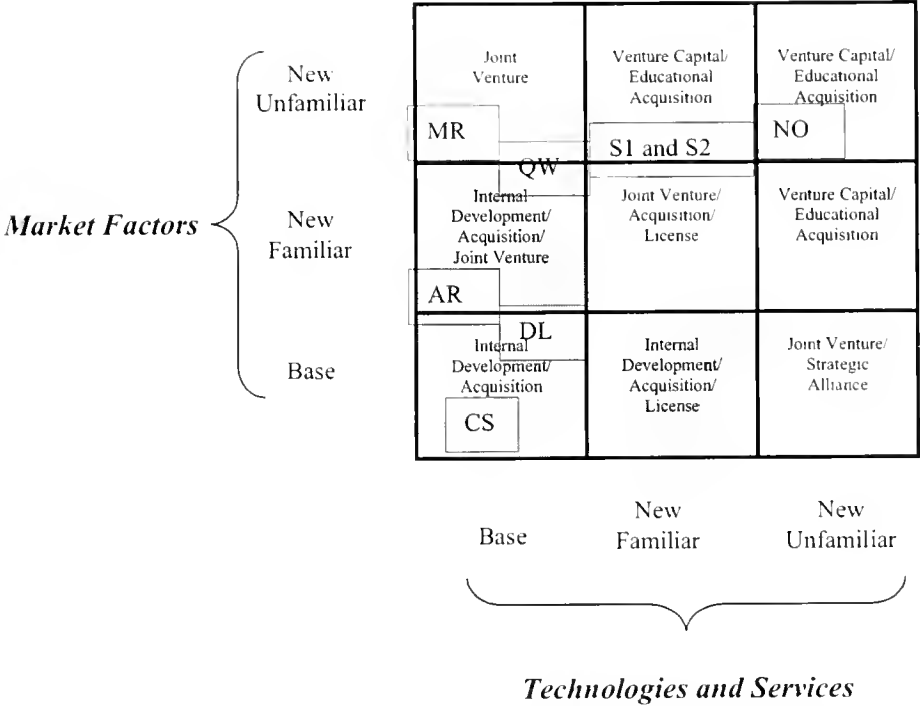 Joint
Venture
Venture Capital/
Educational
Acquisition
Venture Capital/
Educational
Acquisition
New
Unfamiliar
MR
QW
S1 and S2
NO
Market Factors
New
Familiar
Internal
Development/
Acquisition/
Joint Venture
Joint Venture/
Acquisition/
License
Venture Capital/
Educational
Acquisition
AR
DL
Base
Internal
Development/
Acquisition
Internal
Development/
Acquisition/
License
Joint Venture/
Strategic
Alliance
CS
Base
New
Familiar
New
Unfamiliar
Technologies and Services